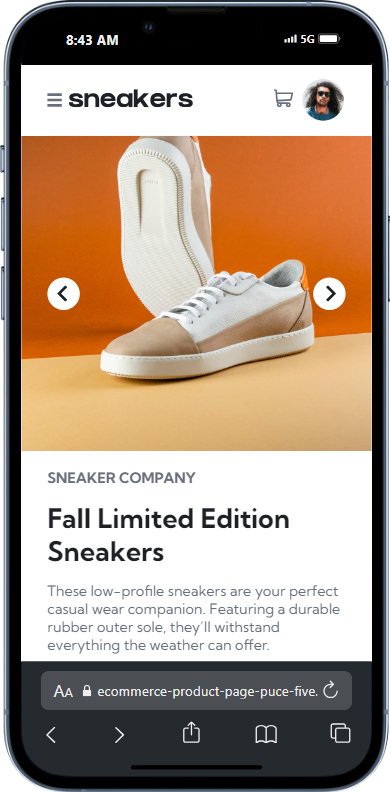 8:43 AM
5G
sneakers
SNEAKER COMPANY
Fall Limited Edition
Sneakers
These low-profile sneakers are your perfect
casual wear companion. Featuring a durable
rubber outer sole, they’ll withstand
everything the weather can offer.
AA ecommerce-product-page-puce-five.